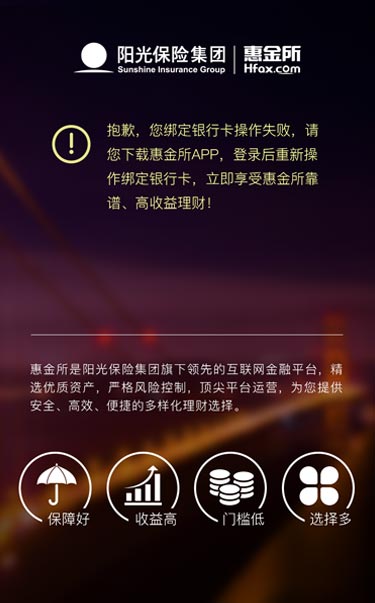 阳光保险集团 惠金所
Sunshine Insurance Group Hfax.com
抱歉，您绑定银行卡操作失败，请
您下载惠金所APP，登录后重新操
作绑定银行卡，立即享受惠金所靠
谱、高收益理财！
惠金所是阳光保险集团旗下领先的互联网金融平台，精
选优质资产，严格风险控制，顶尖平台运营，为您提供
安全、高效、便捷的多样化理财选择。
保障好 收益高 门槛低 选择多